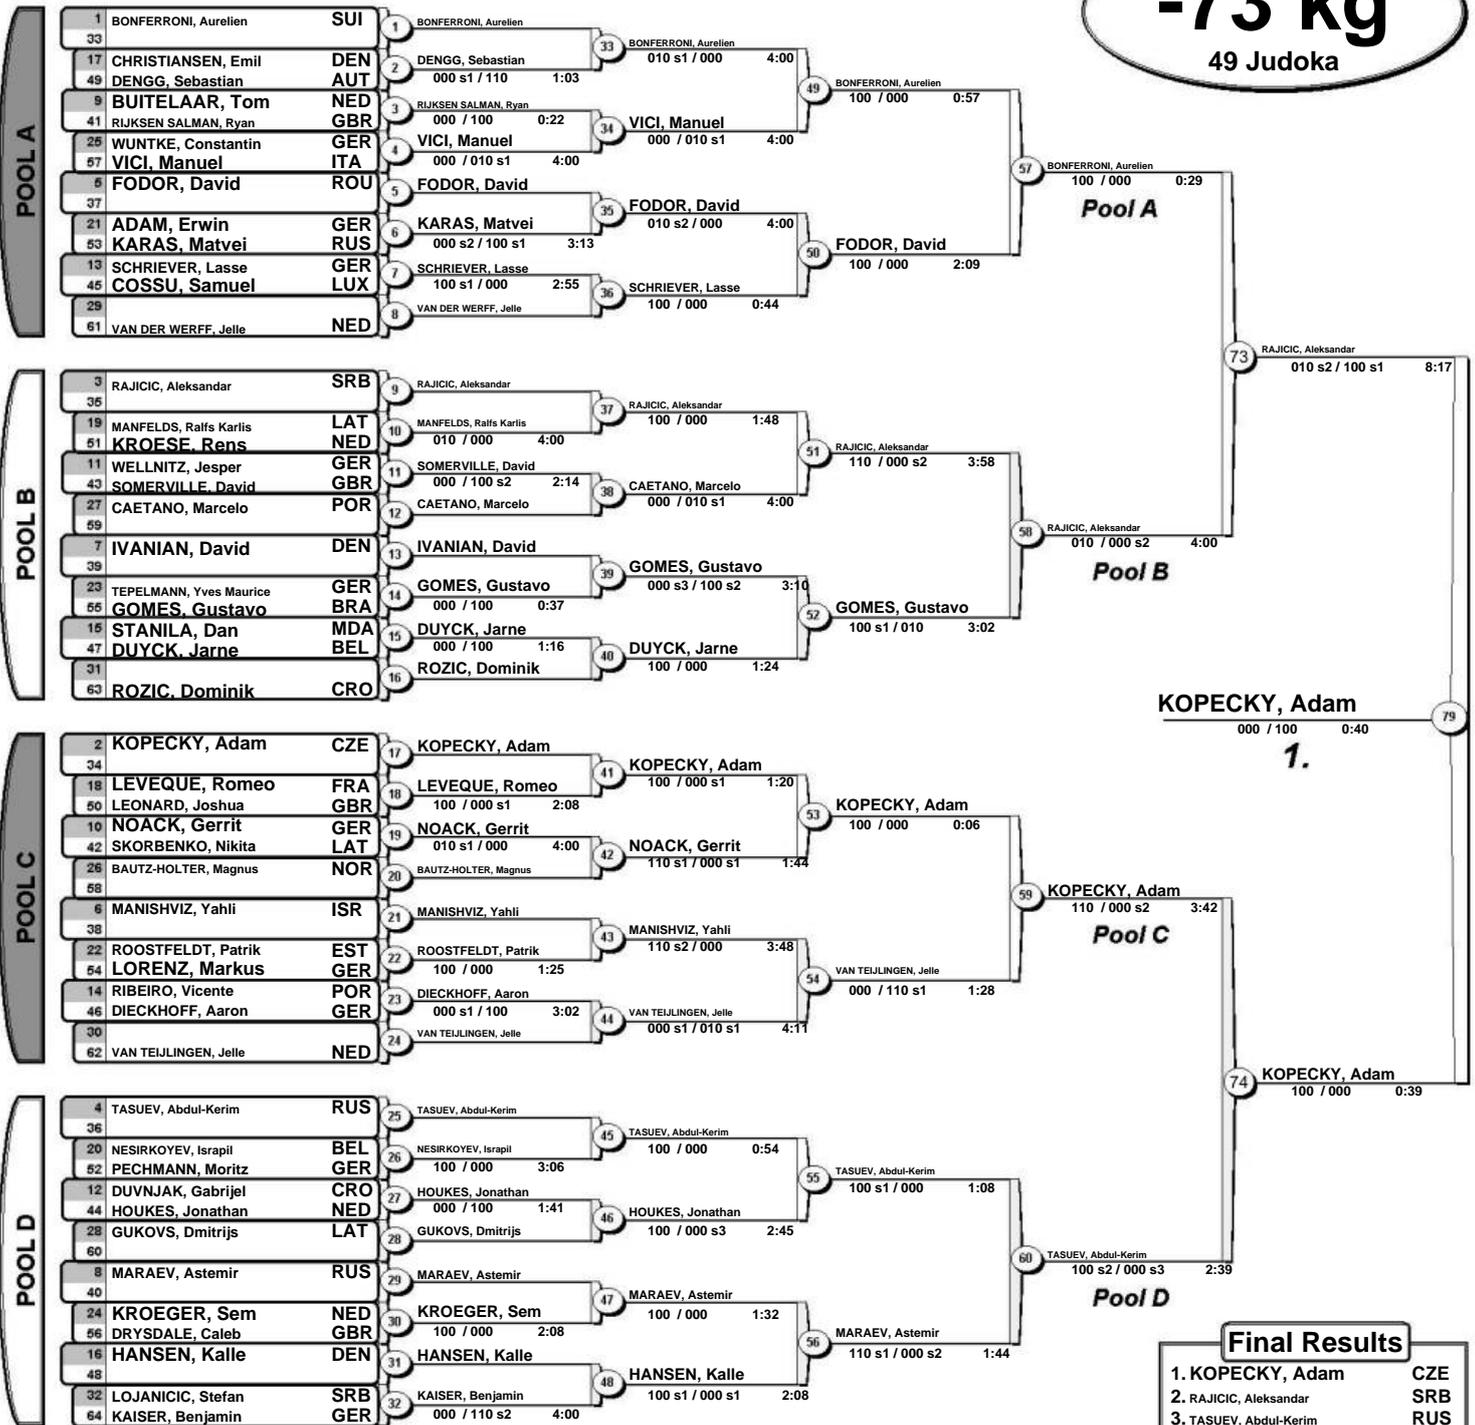 -73 kg
49 Judoka
POOL A
1 BONFERRONI, Aurelien SUI
33
17 CHRISTIANSEN, Emil DEN
49 DENGG, Sebastian AUT
9 BUITELAAR, Tom NED
41 RIJKSEN SALMAN, Ryan GBR
25 WUNTKE, Constantin GER
57 VICI, Manuel ITA
5 FODOR, David ROU
37
21 ADAM, Erwin GER
53 KARAS, Matvei RUS
13 SCHRIEVER, Lasse GER
45 COSSU, Samuel LUX
29
61 VAN DER WERFF, Jelle NED
1 BONFERRONI, Aurelien
2 DENGG, Sebastian
000 s1 / 110 1:03
3 RIJKSEN SALMAN, Ryan
000 / 100 0:22
4 VICI, Manuel
000 / 010 s1 4:00
5 FODOR, David
6 KARAS, Matvei
000 s2 / 100 s1 3:13
7 SCHRIEVER, Lasse
100 s1 / 000 2:55
8 VAN DER WERFF, Jelle
33 BONFERRONI, Aurelien
010 s1 / 000 4:00
34 VICI, Manuel
000 / 010 s1 4:00
35 FODOR, David
010 s2 / 000 4:00
36 SCHRIEVER, Lasse
100 / 000 0:44
49 BONFERRONI, Aurelien
100 / 000 0:57
50 FODOR, David
100 / 000 2:09
57 BONFERRONI, Aurelien
100 / 000 0:29
Pool A
POOL B
3 RAJICIC, Aleksandar SRB
35
19 MANFELDS, Ralfs Karlis LAT
51 KROESE, Rens NED
11 WELLNITZ, Jesper GER
43 SOMERVILLE, David GBR
27 CAETANO, Marcelo POR
59
7 IVANIAN, David DEN
39
23 TEPELMANN, Yves Maurice GER
55 GOMES, Gustavo BRA
15 STANILA, Dan MDA
47 DUYCK, Jarne BEL
31
63 ROZIC, Dominik CRO
9 RAJICIC, Aleksandar
10 MANFELDS, Ralfs Karlis
010 / 000 4:00
11 SOMERVILLE, David
000 / 100 s2 2:14
12 CAETANO, Marcelo
13 IVANIAN, David
14 GOMES, Gustavo
000 / 100 0:37
15 DUYCK, Jarne
000 / 100 1:16
16 ROZIC, Dominik
37 RAJICIC, Aleksandar
100 / 000 1:48
38 CAETANO, Marcelo
000 / 010 s1 4:00
39 GOMES, Gustavo
000 s3 / 100 s2 3:10
40 DUYCK, Jarne
100 / 000 1:24
51 RAJICIC, Aleksandar
110 / 000 s2 3:58
52 GOMES, Gustavo
100 s1 / 010 3:02
58 RAJICIC, Aleksandar
010 / 000 s2 4:00
Pool B
73 RAJICIC, Aleksandar
010 s2 / 100 s1 8:17
KOPECKY, Adam 79
000 / 100 0:40
1.
POOL C
2 KOPECKY, Adam CZE
34
18 LEVEQUE, Romeo FRA
50 LEONARD, Joshua GBR
10 NOACK, Gerrit GER
42 SKORBENKO, Nikita LAT
26 BAUTZ-HOLTER, Magnus NOR
58
6 MANISHVIZ, Yahli ISR
38
22 ROOSTFELDT, Patrik EST
54 LORENZ, Markus GER
14 RIBEIRO, Vicente POR
46 DIECKHOFF, Aaron GER
30
62 VAN TEIJLINGEN, Jelle NED
17 KOPECKY, Adam
18 LEVEQUE, Romeo
100 / 000 s1 2:08
19 NOACK, Gerrit
010 s1 / 000 4:00
20 BAUTZ-HOLTER, Magnus
21 MANISHVIZ, Yahli
22 ROOSTFELDT, Patrik
100 / 000 1:25
23 DIECKHOFF, Aaron
000 s1 / 100 3:02
24 VAN TEIJLINGEN, Jelle
41 KOPECKY, Adam
100 / 000 s1 1:20
42 NOACK, Gerrit
110 s1 / 000 s1 1:44
43 MANISHVIZ, Yahli
110 s2 / 000 3:48
44 VAN TEIJLINGEN, Jelle
000 s1 / 010 s1 4:11
53 KOPECKY, Adam
100 / 000 0:06
54 VAN TEIJLINGEN, Jelle
000 / 110 s1 1:28
59 KOPECKY, Adam
110 / 000 s2 3:42
Pool C
74 KOPECKY, Adam
100 / 000 0:39
POOL D
4 TASUEV, Abdul-Kerim RUS
36
20 NESIRKOYEV, Israpil BEL
52 PECHMANN, Moritz GER
12 DUVNJAK, Gabrijel CRO
44 HOUKES, Jonathan NED
28 GUKOVS, Dmitrijs LAT
60
8 MARAEV, Astemir RUS
40
24 KROEGER, Sem NED
56 DRYSDALE, Caleb GBR
16 HANSEN, Kalle DEN
48
32 LOJANICIC, Stefan SRB
64 KAISER, Benjamin GER
25 TASUEV, Abdul-Kerim
26 NESIRKOYEV, Israpil
100 / 000 3:06
27 HOUKES, Jonathan
000 / 100 1:41
28 GUKOVS, Dmitrijs
29 MARAEV, Astemir
30 KROEGER, Sem
100 / 000 2:08
31 HANSEN, Kalle
32 KAISER, Benjamin
000 / 110 s2 4:00
45 TASUEV, Abdul-Kerim
100 / 000 0:54
46 HOUKES, Jonathan
100 / 000 s3 2:45
47 MARAEV, Astemir
100 / 000 1:32
48 HANSEN, Kalle
100 s1 / 000 s1 2:08
55 TASUEV, Abdul-Kerim
100 s1 / 000 1:08
56 MARAEV, Astemir
110 s1 / 000 s2 1:44
60 TASUEV, Abdul-Kerim
100 s2 / 000 s3 2:39
Pool D
Final Results
1. KOPECKY, Adam CZE
2. RAJICIC, Aleksandar SRB
3. TASUEV, Abdul-Kerim RUS